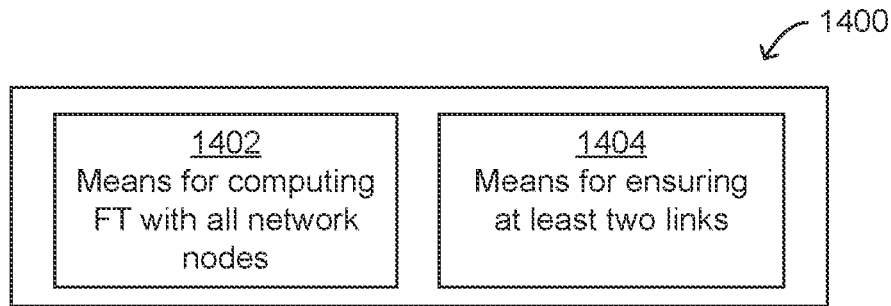 1400
1402
Means for computing
FT with all network
nodes
1404
Means for ensuring
at least two links